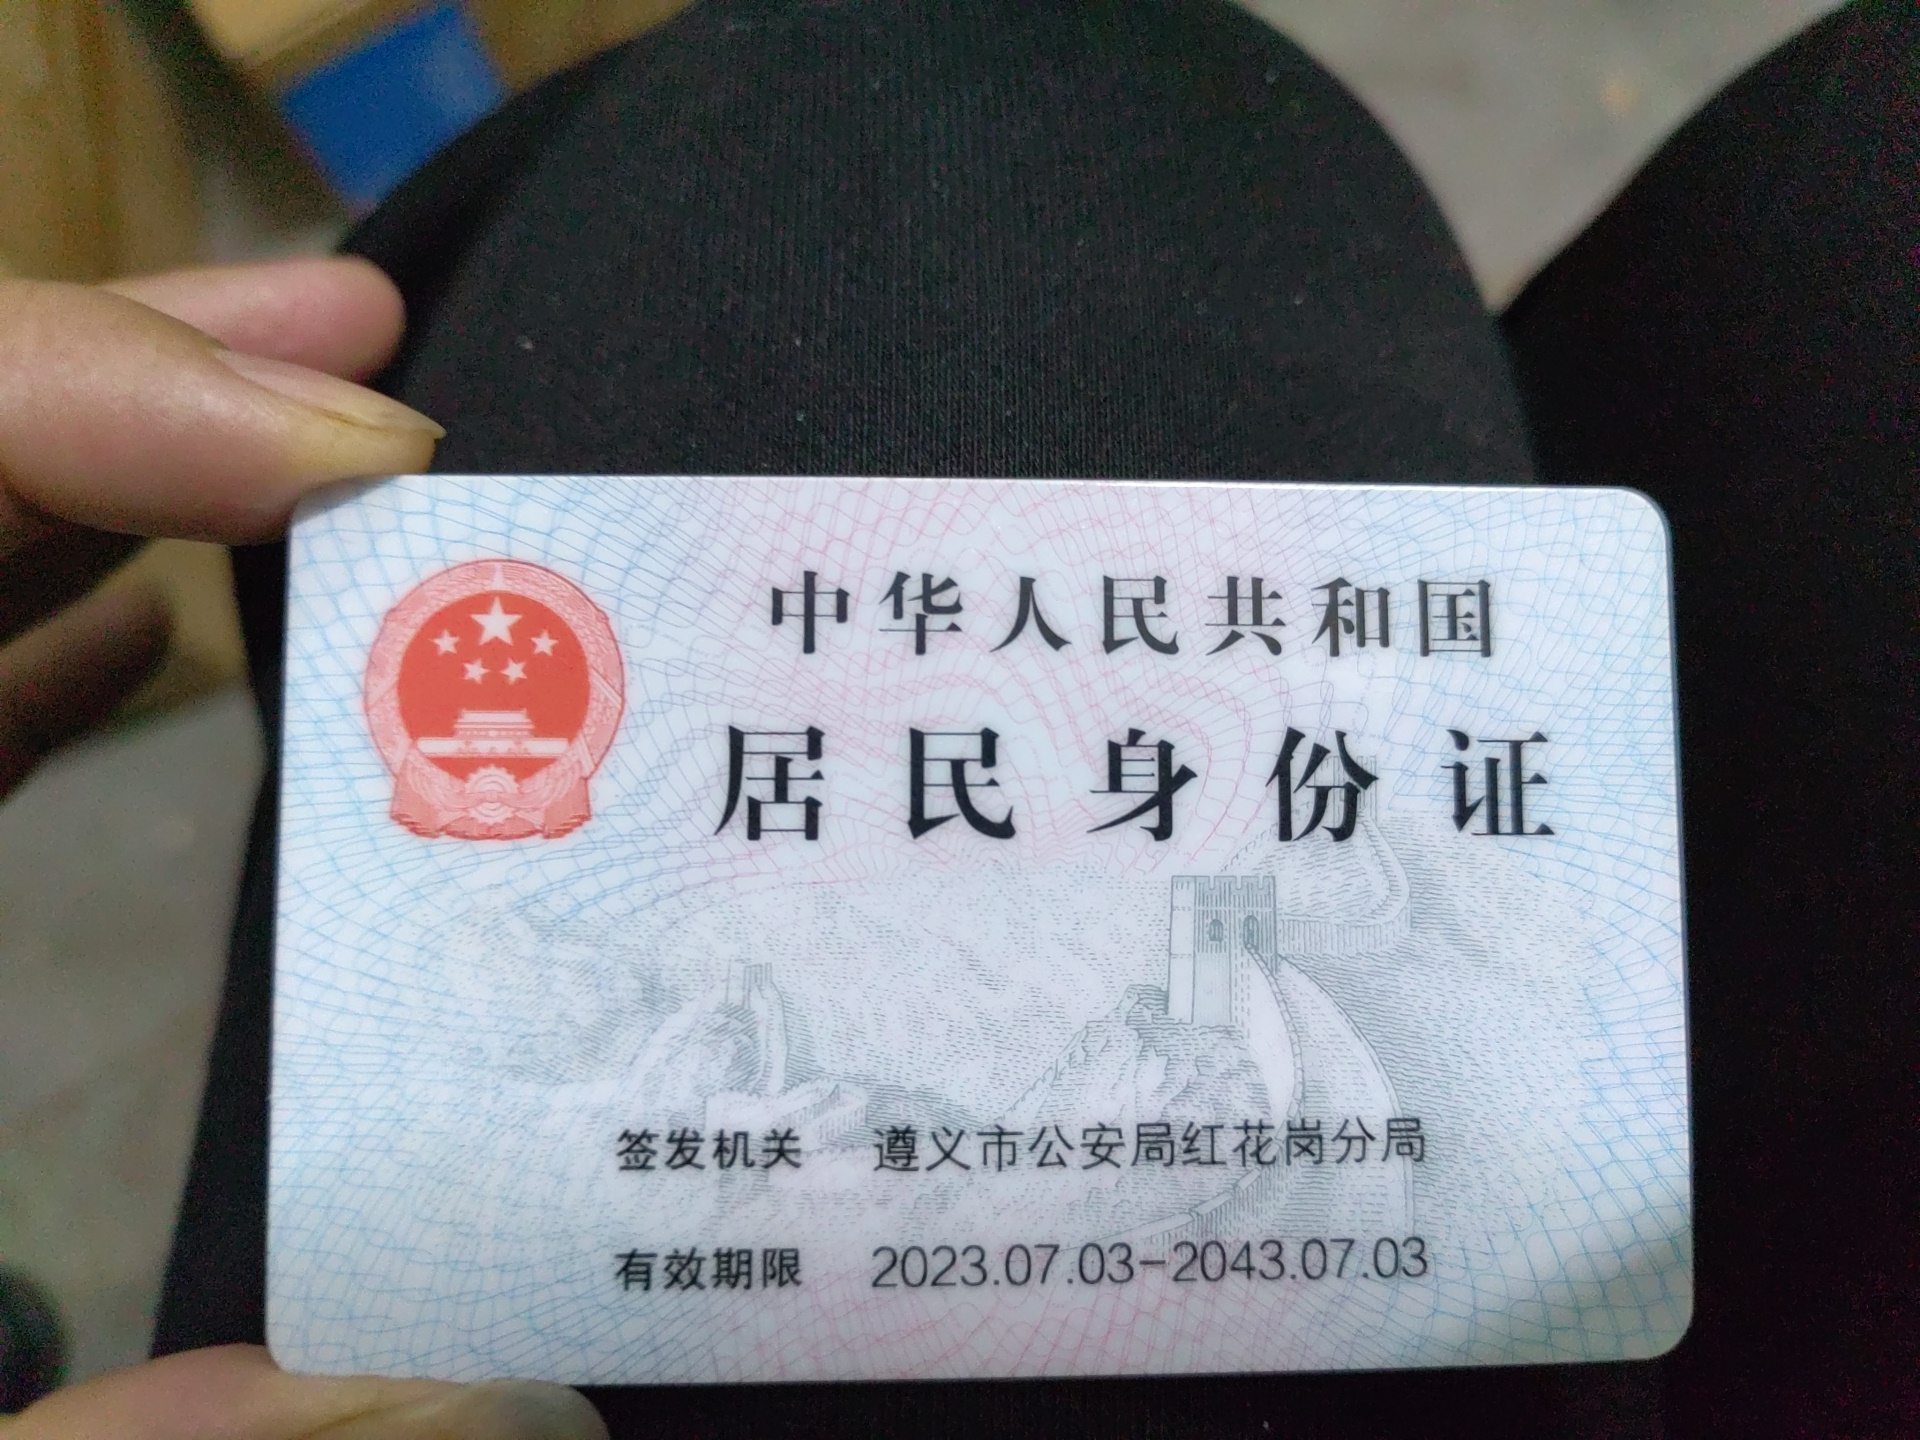 中华人民共和国
居民身份证
签发机关 遵义市公安局红花岗分局
有效期限 2023.07.03-2043.07.03